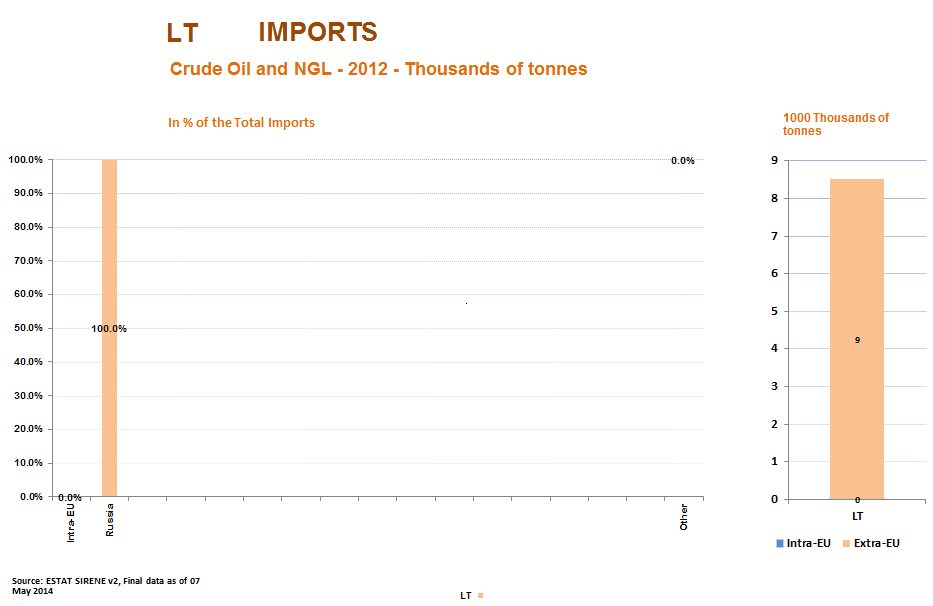 LT IMPORTS
Crude Oil and NGL - 2012 - Thousands of tonnes
In % of the Total Imports
100.0%
90.0%
80.0%
70.0%
60.0%
50.0%
40.0%
30.0%
20.0%
10.0%
0.0%
0.0%
100.0%
0.0%
Intra-EU
Russia
Other
1000 Thousands of
tonnes
9
8
7
6
5
4
3
2
1
0
9
0
LT
Intra-EU
Extra-EU
Source: ESTAT SIRENE v2, Final data as of 07
May 2014
LT